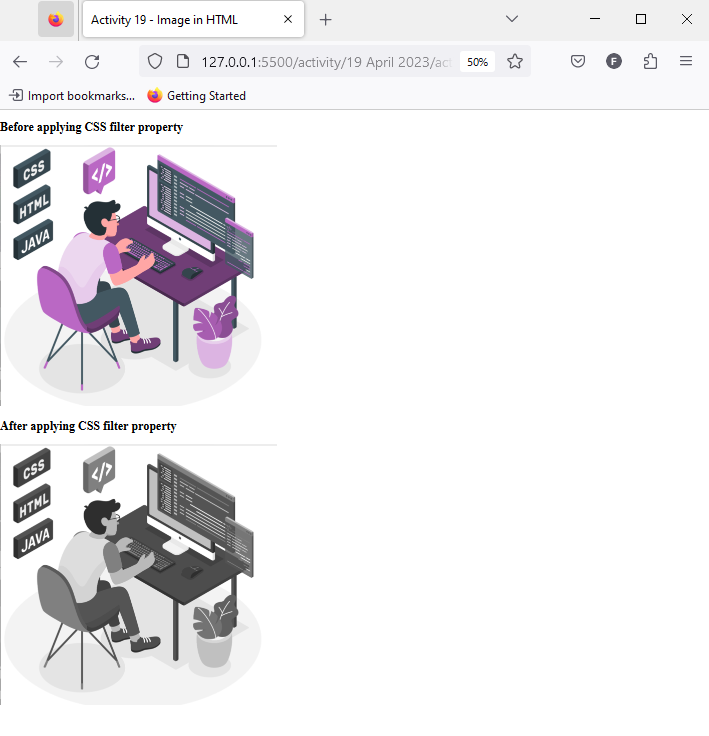 Activity 19 - Image in HTML
127.0.0.1:5500/activity/19 April 2023/act
50%
F
Import bookmarks...
Getting Started
Before applying CSS filter property
CSS
</>
HTML
JAVA
After applying CSS filter property
CSS
</>
HTML
JAVA